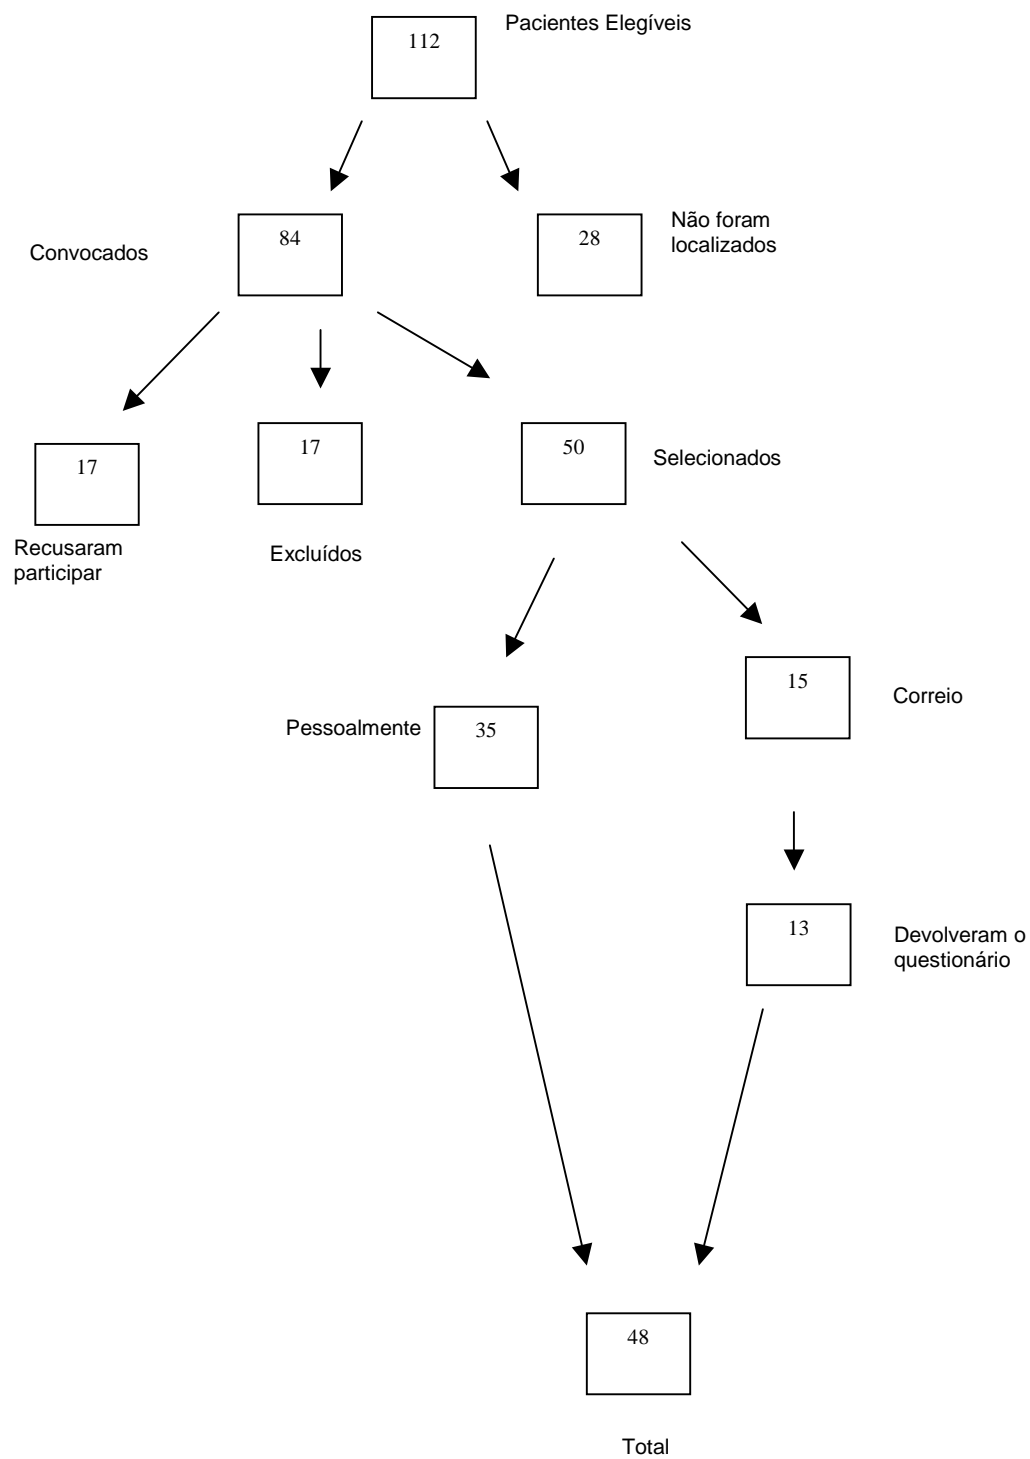 Pacientes Elegíveis
112
Convocados
84
28
Não foram
localizados
17
Recusaram
participar
17
Excluídos
50
Selecionados
Pessoalmente
35
15
Correio
13
Devolveram o
questionário
48
Total